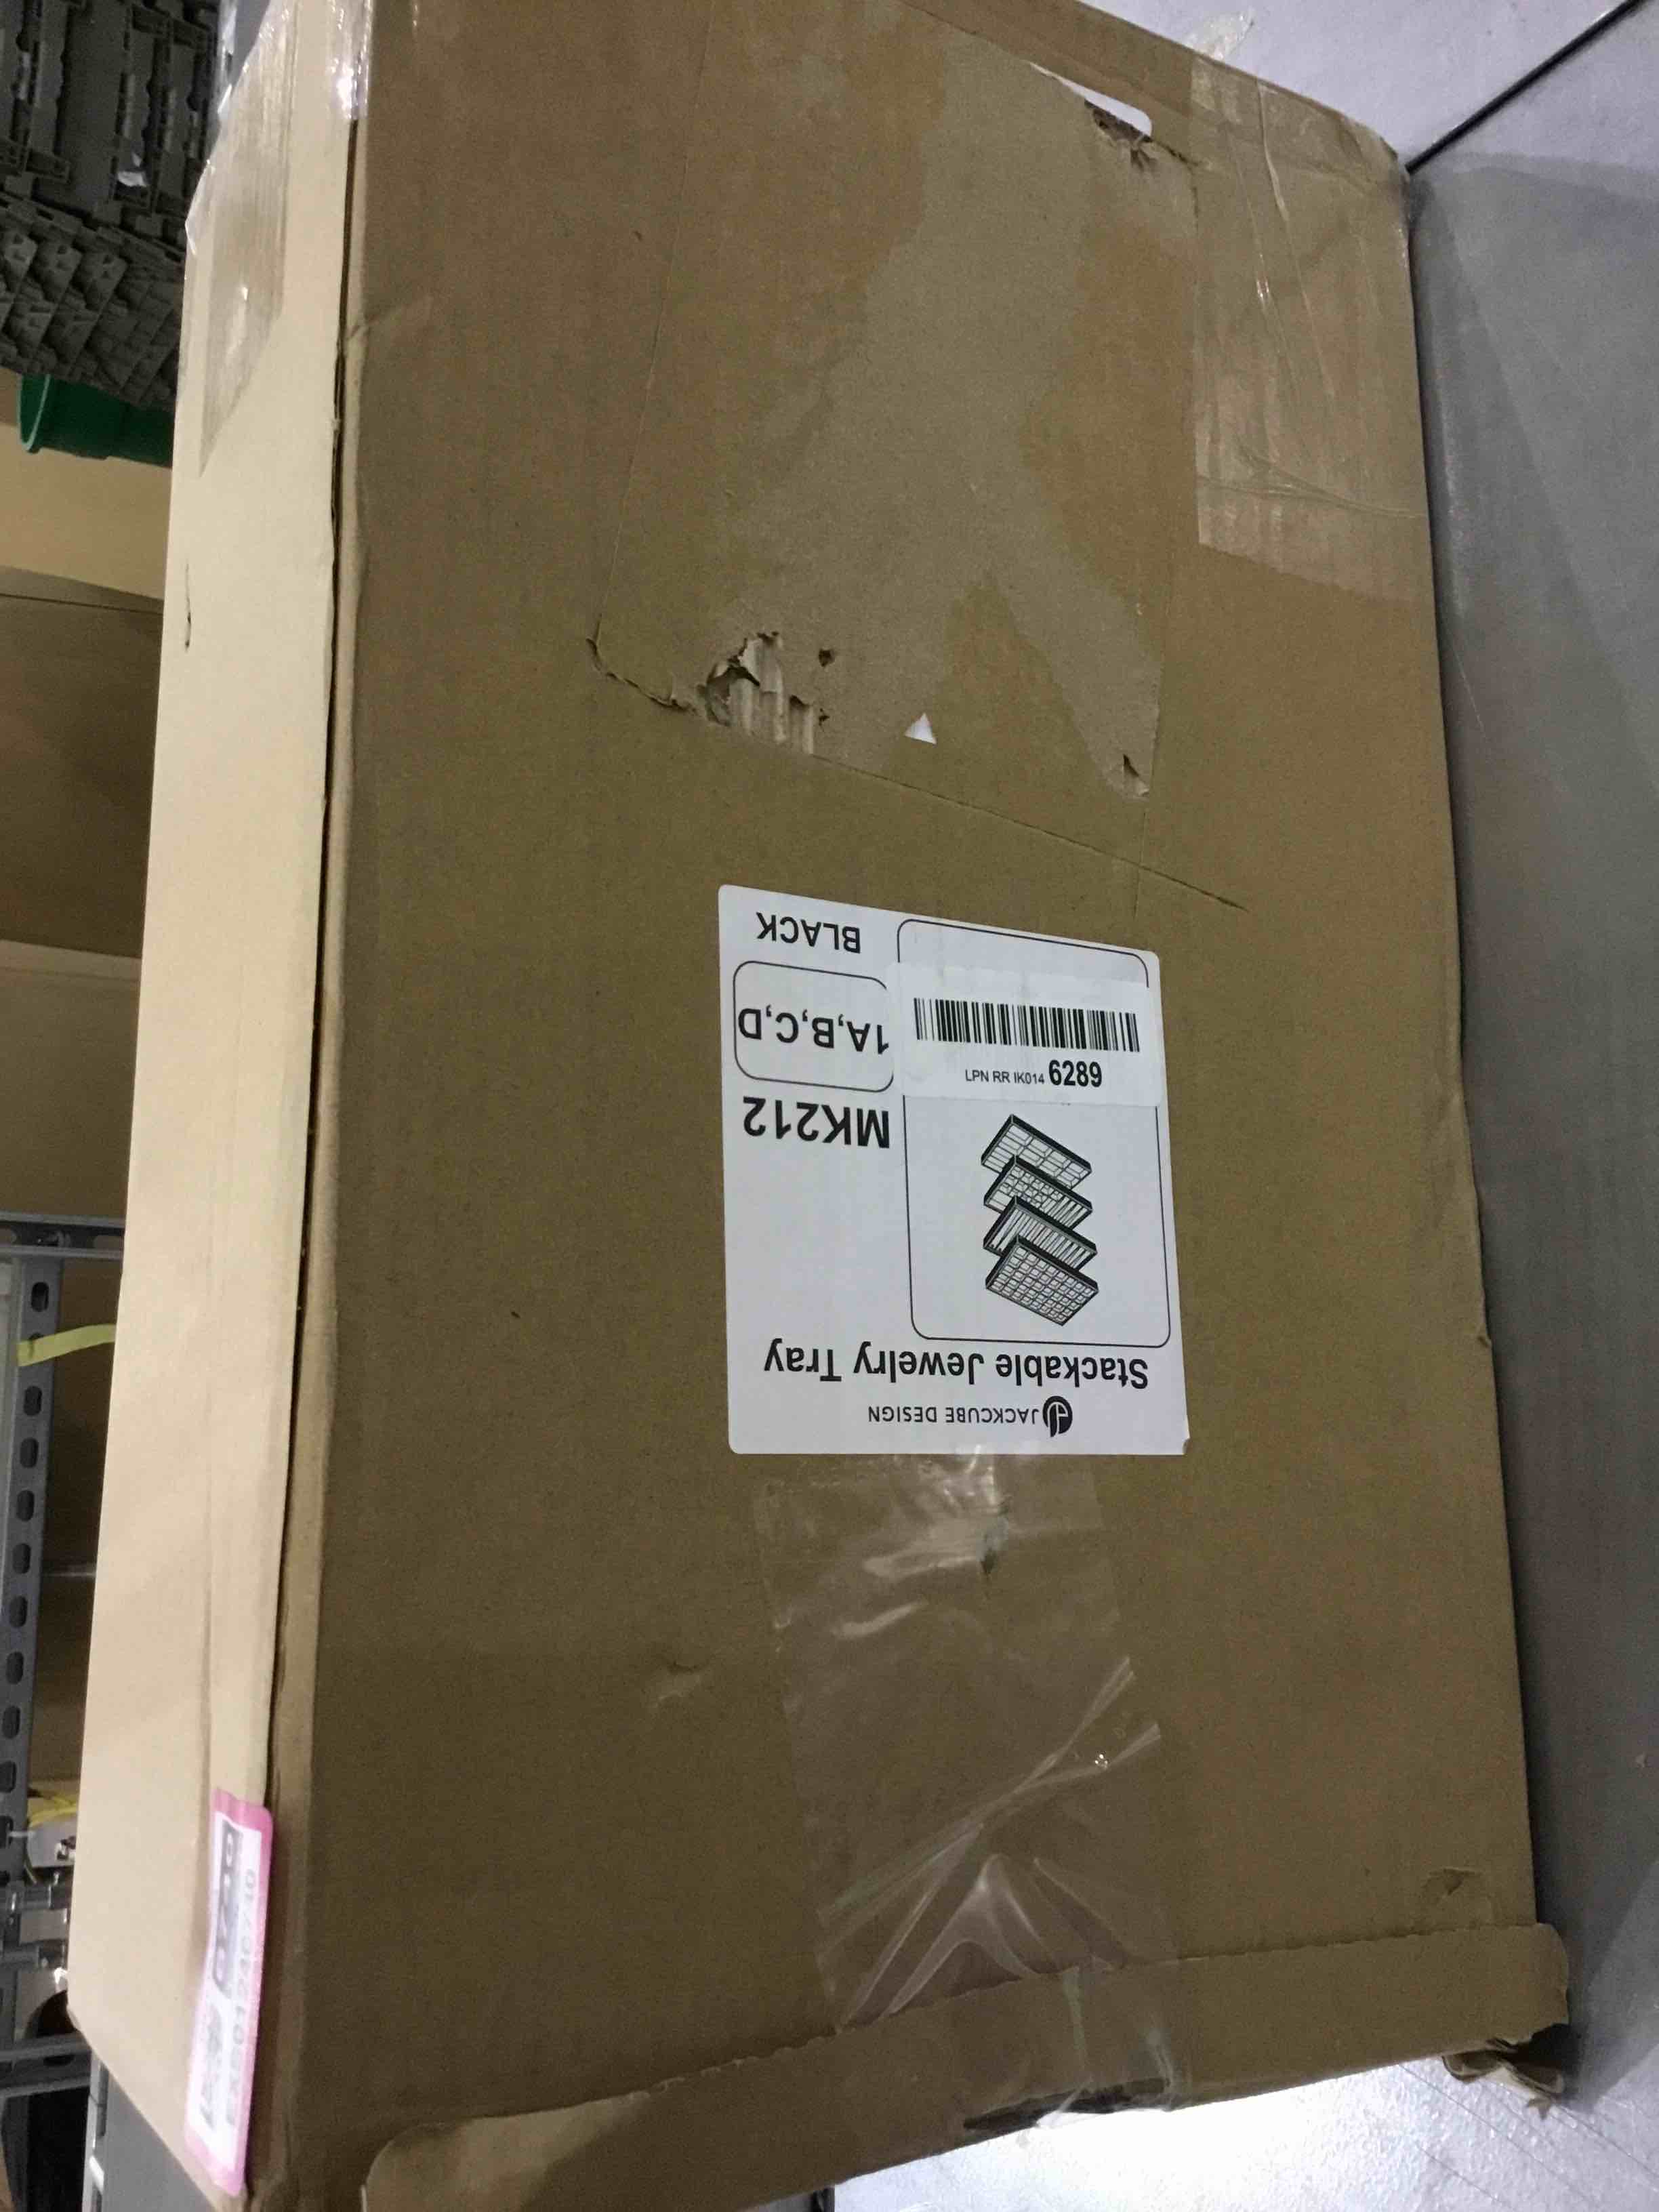 JACKCUBE DESIGN
Stackable Jewelry Tray
MK212
1A,B,C,D
BLACK
LPN RR IK014 6289